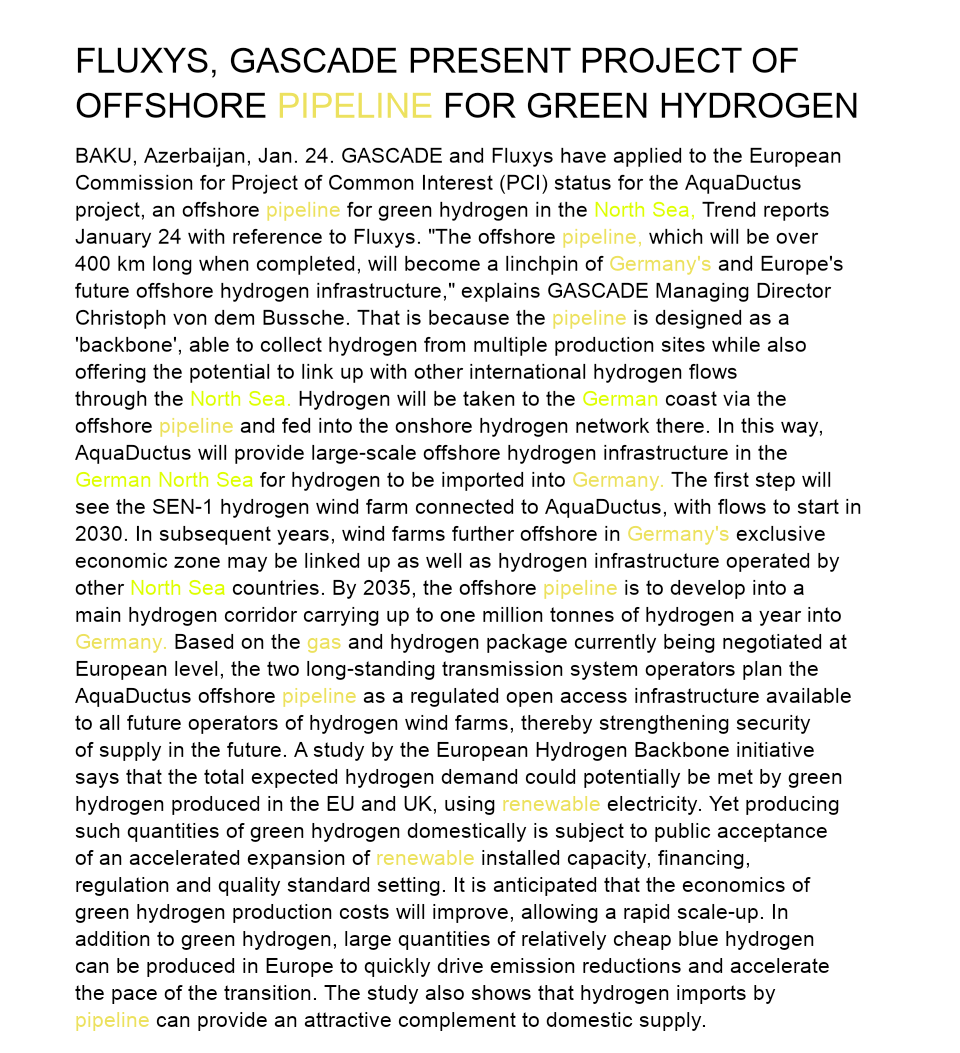 FLUXYS, GASCADE PRESENT PROJECT OF
OFFSHORE PIPELINE FOR GREEN HYDROGEN
BAKU, Azerbaijan, Jan. 24. GASCADE and Fluxys have applied to the European
Commission for Project of Common Interest (PCI) status for the AquaDuctus
project, an offshore pipeline for green hydrogen in the North Sea, Trend reports
January 24 with reference to Fluxys. "The offshore pipeline, which will be over
400 km long when completed, will become a linchpin of Germany's and Europe's
future offshore hydrogen infrastructure," explains GASCADE Managing Director
Christoph von dem Bussche. That is because the pipeline is designed as a
'backbone', able to collect hydrogen from multiple production sites while also
offering the potential to link up with other international hydrogen flows
through the North Sea. Hydrogen will be taken to the German coast via the
offshore pipeline and fed into the onshore hydrogen network there. In this way,
AquaDuctus will provide large-scale offshore hydrogen infrastructure in the
German North Sea for hydrogen to be imported into Germany. The first step will
see the SEN-1 hydrogen wind farm connected to AquaDuctus, with flows to start in
2030. In subsequent years, wind farms further offshore in Germany's exclusive
economic zone may be linked up as well as hydrogen infrastructure operated by
other North Sea countries. By 2035, the offshore pipeline is to develop into a
main hydrogen corridor carrying up to one million tonnes of hydrogen a year into
Germany. Based on the gas and hydrogen package currently being negotiated at
European level, the two long-standing transmission system operators plan the
AquaDuctus offshore pipeline as a regulated open access infrastructure available
to all future operators of hydrogen wind farms, thereby strengthening security
of supply in the future. A study by the European Hydrogen Backbone initiative
says that the total expected hydrogen demand could potentially be met by green
hydrogen produced in the EU and UK, using renewable electricity. Yet producing
such quantities of green hydrogen domestically is subject to public acceptance
of an accelerated expansion of renewable installed capacity, financing,
regulation and quality standard setting. It is anticipated that the economics of
green hydrogen production costs will improve, allowing a rapid scale-up. In
addition to green hydrogen, large quantities of relatively cheap blue hydrogen
can be produced in Europe to quickly drive emission reductions and accelerate
the pace of the transition. The study also shows that hydrogen imports by
pipeline can provide an attractive complement to domestic supply.